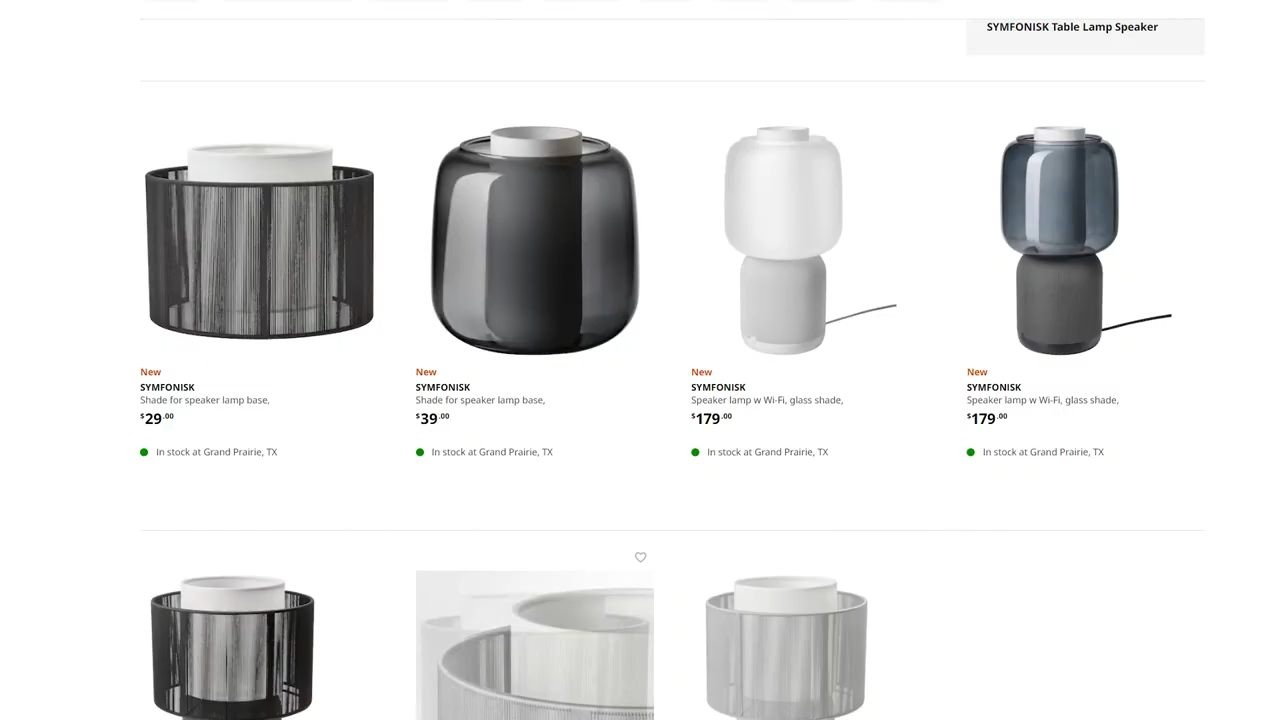 SYMFONISK Table Lamp Speaker
New
SYMFONISK
Shade for speaker lamp base,
$29.00
In stock at Grand Prairie, TX
New
SYMFONISK
Shade for speaker lamp base,
$39.00
In stock at Grand Prairie, TX
New
SYMFONISK
Speaker lamp w Wi-Fi, glass shade,
$179.00
In stock at Grand Prairie, TX
New
SYMFONISK
Speaker lamp w Wi-Fi, glass shade,
$179.00
In stock at Grand Prairie, TX